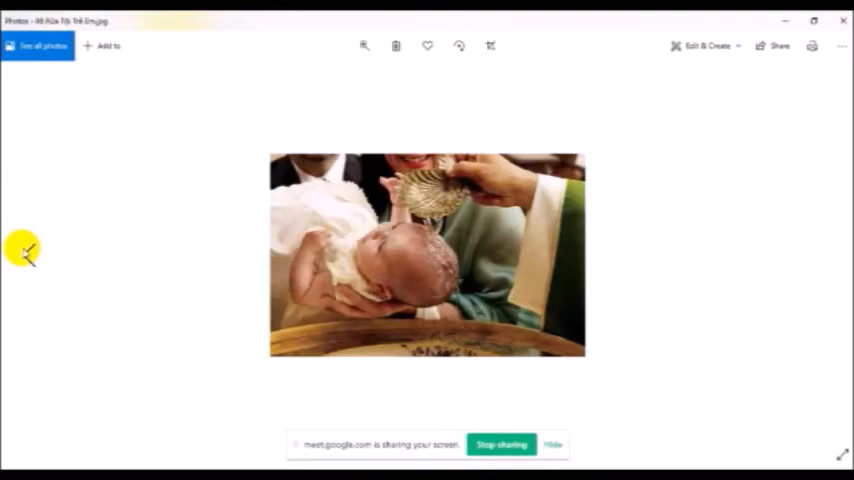 Photos - 06 Rửa Tội Trẻ Em.jpg
See all photos
Add to
Edit & Create
Share
meet.google.com is sharing your screen.
Stop sharing
Hide